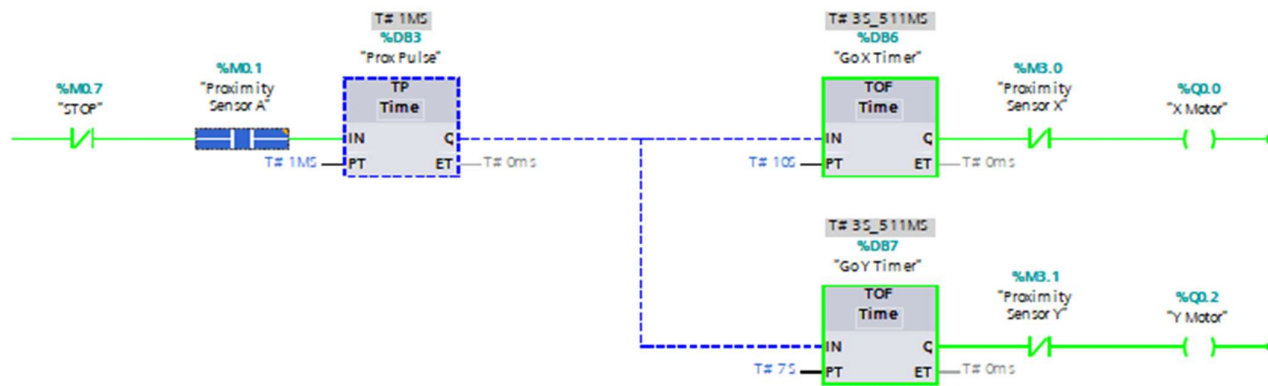 T# 1MS
%DB3
"Prox Pulse"
T# 3S_511MS
%DB6
"Go X Timer"
%M0.7
"STOP"
%M0.1
"Proximity
Sensor A"
TP
Time
IN Q
T# 1MS PT ET T# 0ms
TOF
Time
IN Q
T# 10S PT ET T# 0ms
%M3.0
"Proximity
Sensor X"
%Q0.0
"X Motor"
T# 3S_511MS
%DB7
"Go Y Timer"
TOF
Time
IN Q
T# 7S PT ET T# 0ms
%M3.1
"Proximity
Sensor Y"
%Q0.2
"Y Motor"